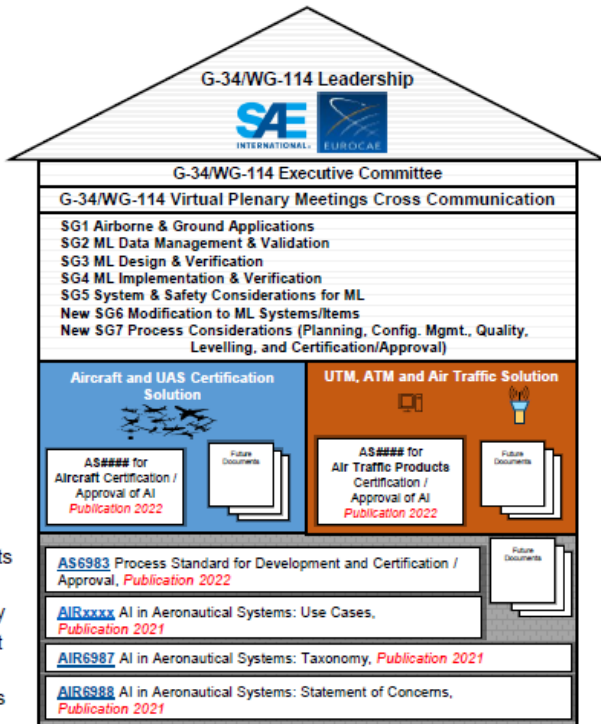 G-34/WG-114 Leadership
SAE
INTERNATIONAL®
EUROCAE
G-34/WG-114 Executive Committee
G-34/WG-114 Virtual Plenary Meetings Cross Communication
SG1 Airborne & Ground Applications
SG2 ML Data Management & Validation
SG3 ML Design & Verification
SG4 ML Implementation & Verification
SG5 System & Safety Considerations for ML
New SG6 Modification to ML Systems/Items
New SG7 Process Considerations (Planning, Config. Mgmt., Quality,
Levelling, and Certification/Approval)
Aircraft and UAS Certification
Solution
AS#### for
Aircraft Certification /
Approval of AI
Publication 2022
Future
Documents
UTM, ATM and Air Traffic Solution
AS#### for
Air Traffic Products
Certification /
Approval of AI
Publication 2022
Future
Documents
AS6983 Process Standard for Development and Certification /
Approval, Publication 2022
Future
Documents
AIRxxxx AI in Aeronautical Systems: Use Cases,
Publication 2021
AIR6987 AI in Aeronautical Systems: Taxonomy, Publication 2021
AIR6988 AI in Aeronautical Systems: Statement of Concerns,
Publication 2021
ts
y
t
s